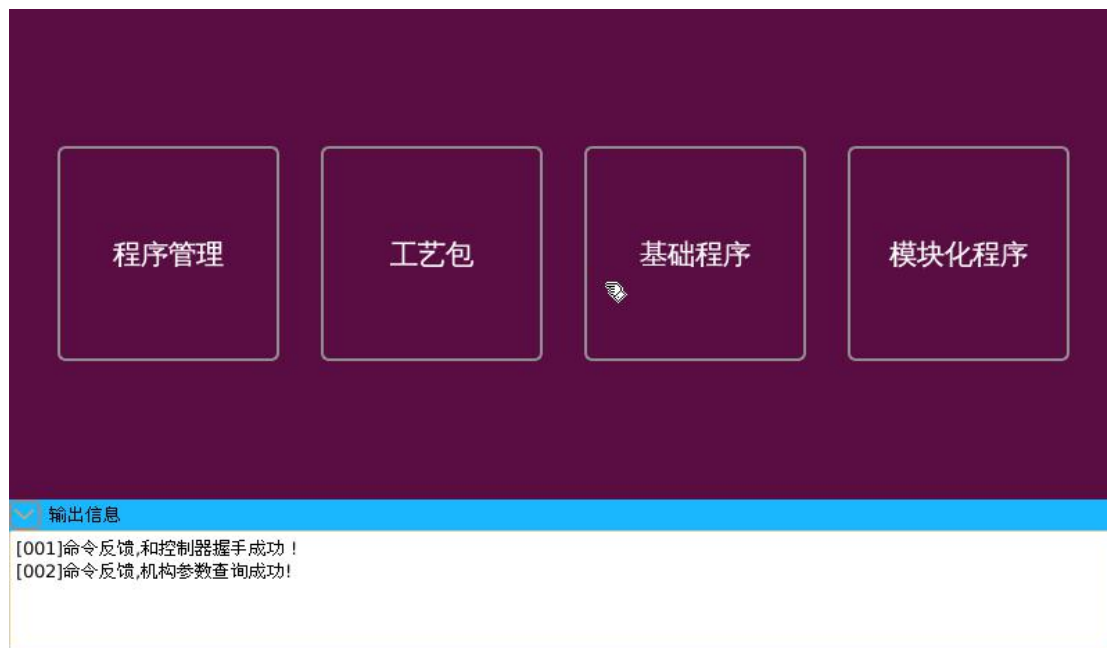 程序管理
工艺包
基础程序
模块化程序
输出信息
[001]命令反馈,和控制器握手成功！
[002]命令反馈,机构参数查询成功!